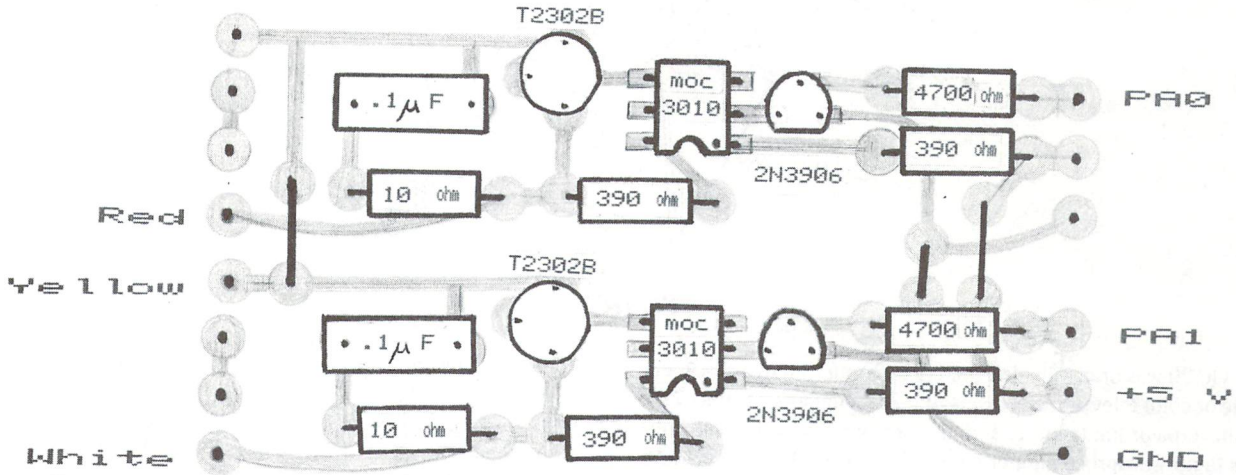 T2302B
moc
3010
4700 ohm
PA0
.1μF
390 ohm
2N3906
10 ohm
390 ohm
Red
T2302B
Yellow
moc
3010
4700 ohm
PA1
.1μF
390 ohm
+5 v
2N3906
10 ohm
390 ohm
White
GND